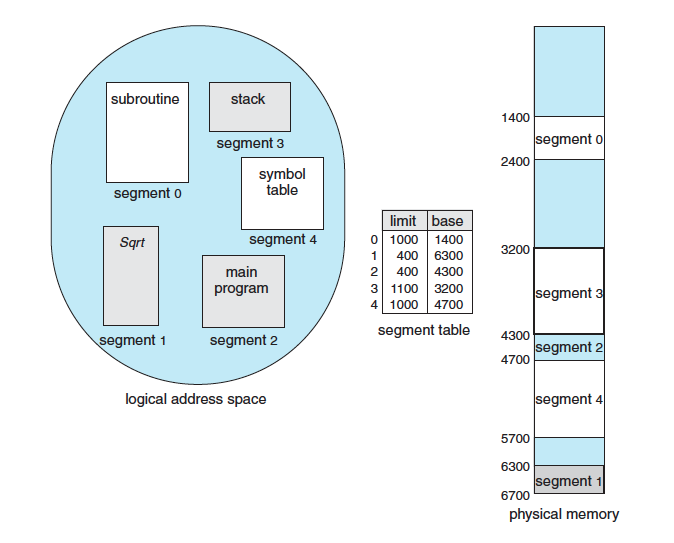 subroutine
segment 0
stack
segment 3
symbol
table
segment 4
Sqrt
segment 1
main
program
segment 2
logical address space
limit base
0 1000 1400
1 400 6300
2 400 4300
3 1100 3200
4 1000 4700
segment table
1400
segment 0
2400
3200
segment 3
4300
segment 2
4700
segment 4
5700
6300
segment 1
6700
physical memory